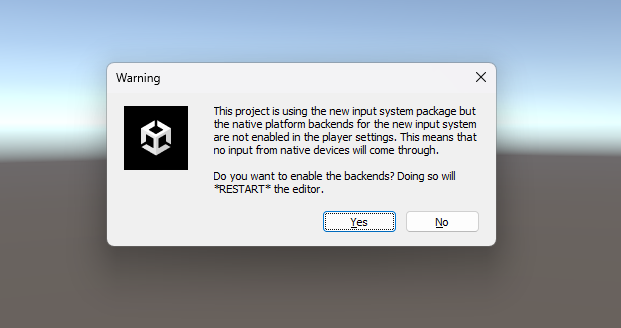 Warning
This project is using the new input system package but
the native platform backends for the new input system
are not enabled in the player settings. This means that
no input from native devices will come through.
Do you want to enable the backends? Doing so will
*RESTART* the editor.
Yes
No